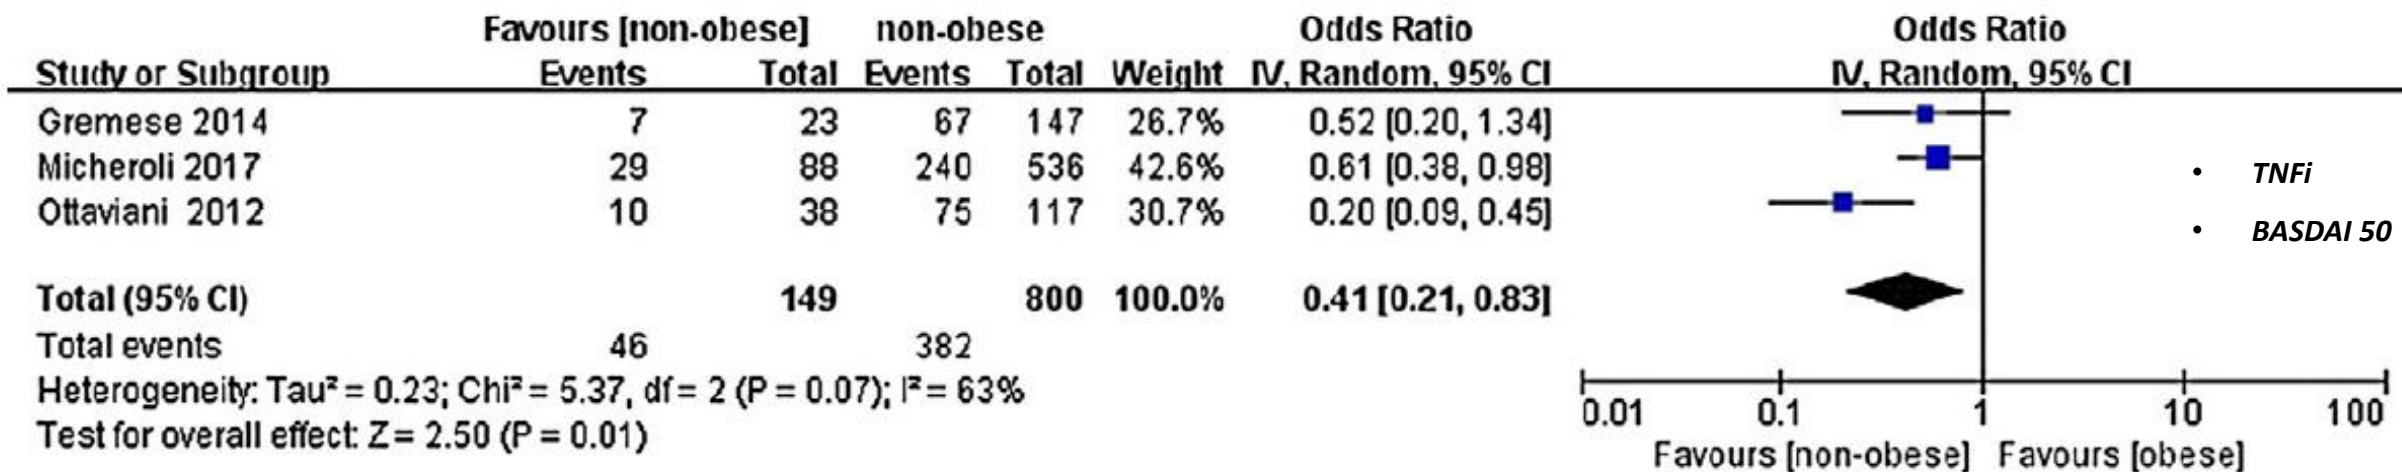 Favours [non-obese] non-obese Odds Ratio Odds Ratio
Study or Subgroup Events Total Events Total Weight IV, Random, 95% CI IV, Random, 95% CI
Gremese 2014 7 23 67 147 26.7% 0.52 [0.20, 1.34]
Micheroli 2017 29 88 240 536 42.6% 0.61 [0.38, 0.98]
• TNFi
Ottaviani 2012 10 38 75 117 30.7% 0.20 [0.09, 0.45]
• BASDAI 50
Total (95% CI) 149 800 100.0% 0.41 [0.21, 0.83]
Total events 46 382
Heterogeneity: Tau² = 0.23; Chi² = 5.37, df = 2 (P = 0.07); I² = 63%
Test for overall effect: Z = 2.50 (P = 0.01)
0.01 0.1 1 10 100
Favours [non-obese] Favours [obese]